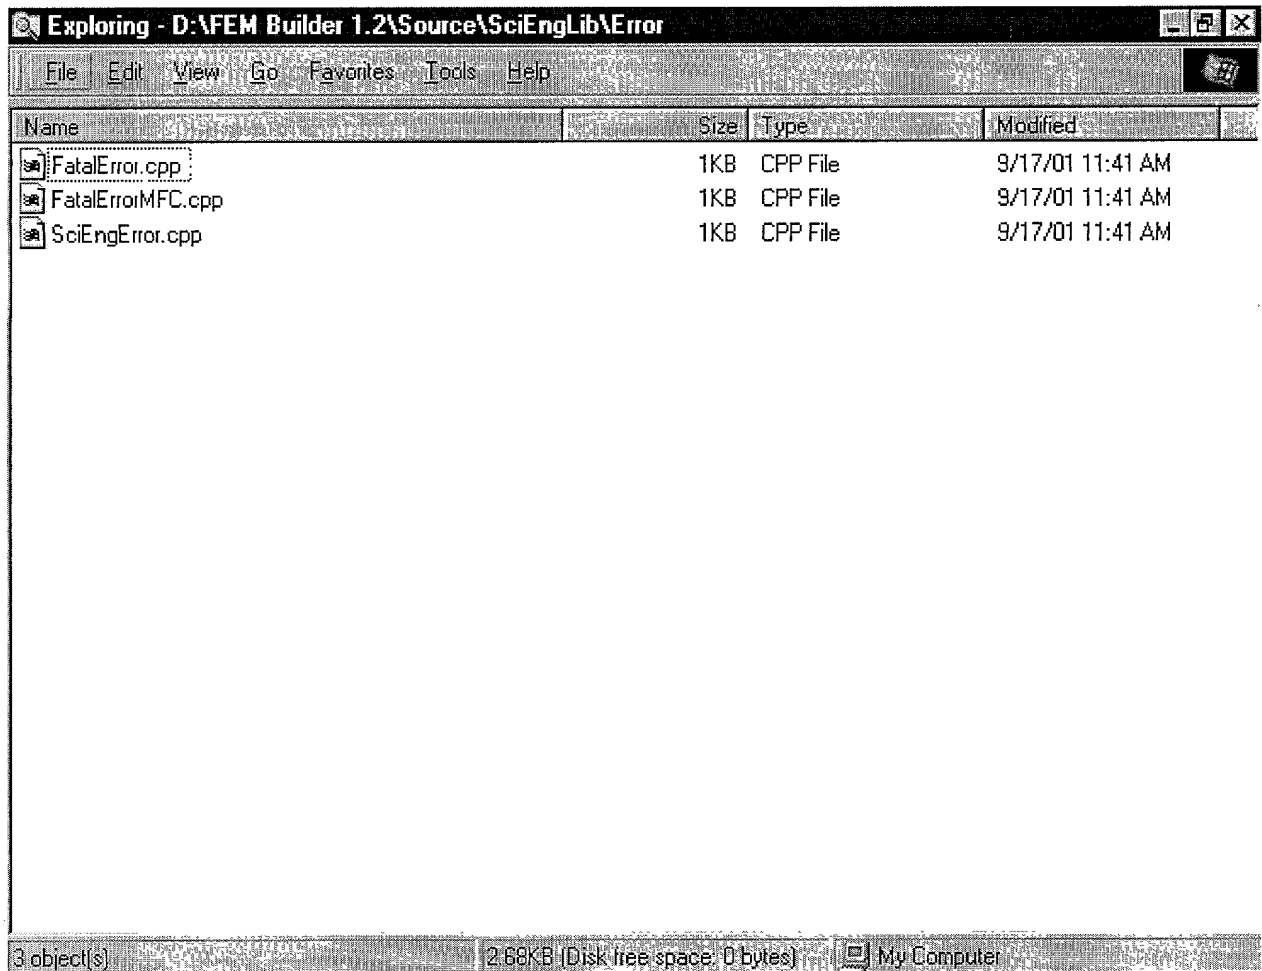 Exploring - D:\FEM Builder 1.2\Source\SciEngLib\Error
File Edit View Go Favorites Tools Help
Name Size Type Modified
FatalError.cpp 1KB CPP File 9/17/01 11:41 AM
FatalErrorMFC.cpp 1KB CPP File 9/17/01 11:41 AM
SciEngError.cpp 1KB CPP File 9/17/01 11:41 AM
3 object(s) 2.68KB (Disk free space: 0 bytes) My Computer